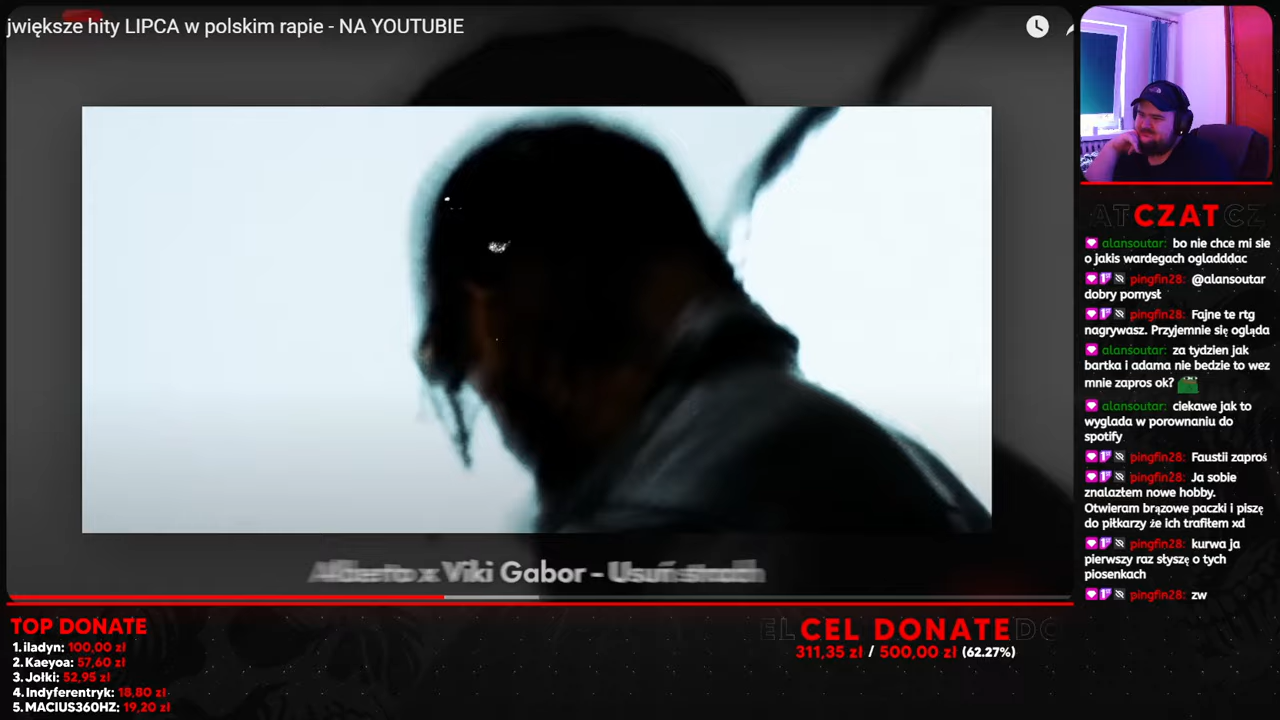 jwiększe hity LIPCA w polskim rapie - NA YOUTUBIE
Alberto x Viki Gabor - Usuń strach
CZAT
alansoutar: bo nie chce mi sie
o jakis wardegach ogladddac
pingfin28: @alansoutar
dobry pomysł
pingfin28: Fajne te rtg
nagrywasz. Przyjemnie się ogląda
alansoutar: za tydzien jak
bartka i adama nie bedzie to wez
mnie zapros ok?
alansoutar: ciekawe jak to
wyglada w porownaniu do
spotify
pingfin28: Faustii zaproś
pingfin28: Ja sobie
znalazłem nowe hobby.
Otwieram brązowe paczki i piszę
do piłkarzy że ich trafiłem xd
pingfin28: kurwa ja
pierwszy raz słyszę o tych
piosenkach
pingfin28: zw
TOP DONATE
1. iladyn: 100,00 zł
2. Kaeyoa: 57,60 zł
3. Jołki: 52,95 zł
4. Indyferentryk: 18,80 zł
5. MACIUS360HZ: 19,20 zł
CEL DONATE
311,35 zł / 500,00 zł (62.27%)